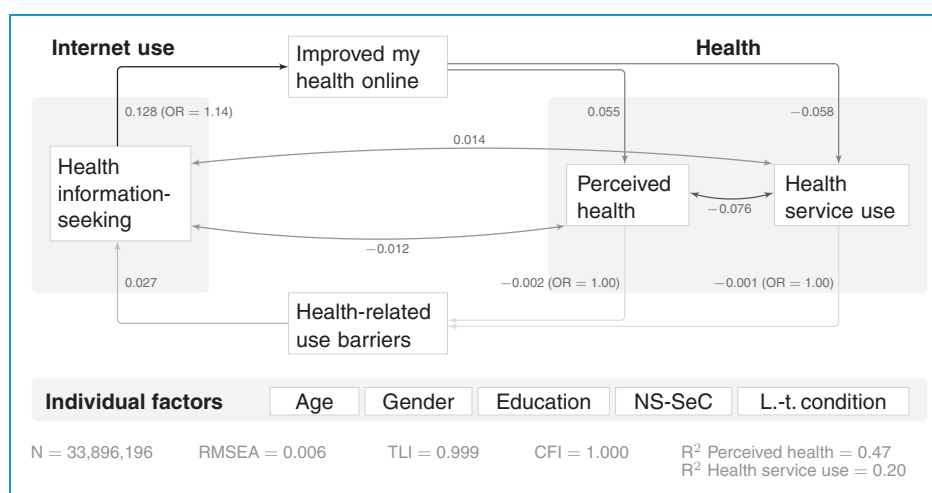 Internet use
Improved my
health online
Health
0.128 (OR = 1.14)
0.055
−0.058
0.014
Health
information-
seeking
Perceived
health
Health
service use
−0.076
−0.012
0.027
−0.002 (OR = 1.00)
−0.001 (OR = 1.00)
Health-related
use barriers
Individual factors Age Gender Education NS-SeC L.-t. condition
N = 33,896,196 RMSEA = 0.006 TLI = 0.999 CFI = 1.000 R² Perceived health = 0.47
R² Health service use = 0.20